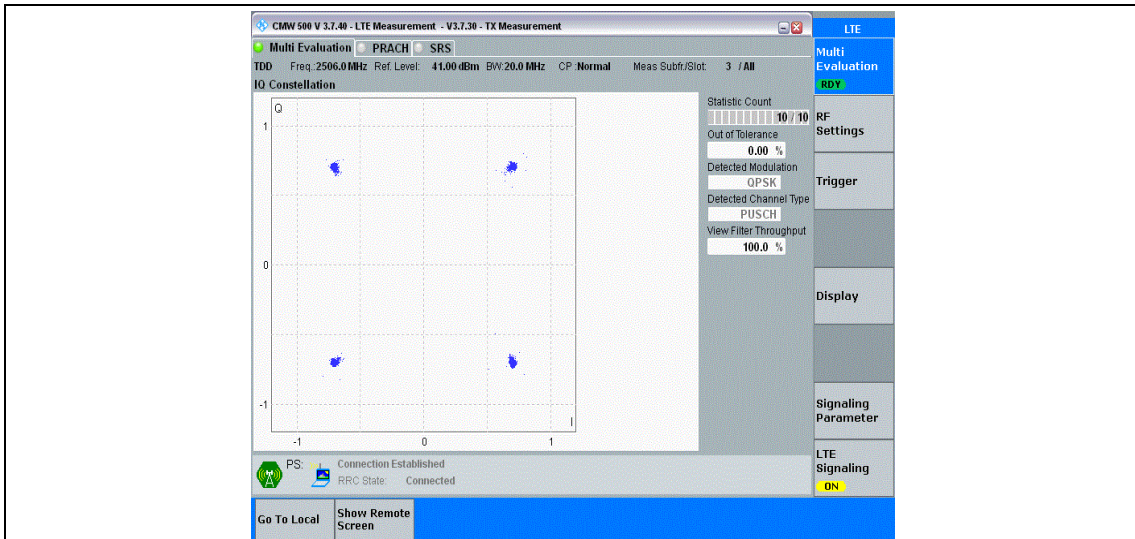 CMW 500 V 3.7.40 - LTE Measurement - V3.7.30 - TX Measurement
LTE
Multi Evaluation PRACH SRS
TDD Freq.:2506.0 MHz Ref. Level: 41.00 dBm BW:20.0 MHz CP :Normal Meas Subfr./Slot: 3 / All
IQ Constellation
Q
1
0
-1
-1 0 1
I
Statistic Count
10 / 10
Out of Tolerance
0.00 %
Detected Modulation
QPSK
Detected Channel Type
PUSCH
View Filter Throughput
100.0 %
Multi
Evaluation
RDY
RF
Settings
Trigger
Display
Signaling
Parameter
LTE
Signaling
ON
PS: Connection Established
RRC State: Connected
Go To Local
Show Remote
Screen